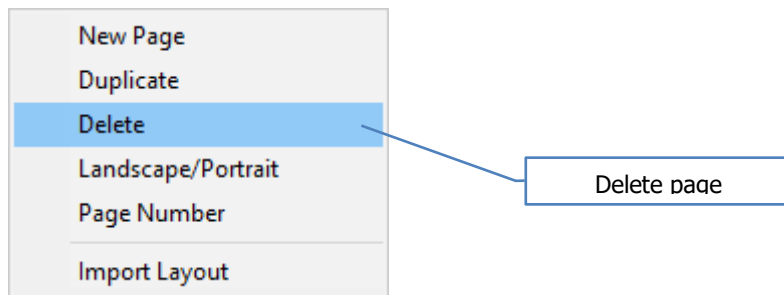 New Page
Duplicate
Delete
Delete page
Landscape/Portrait
Page Number
Import Layout